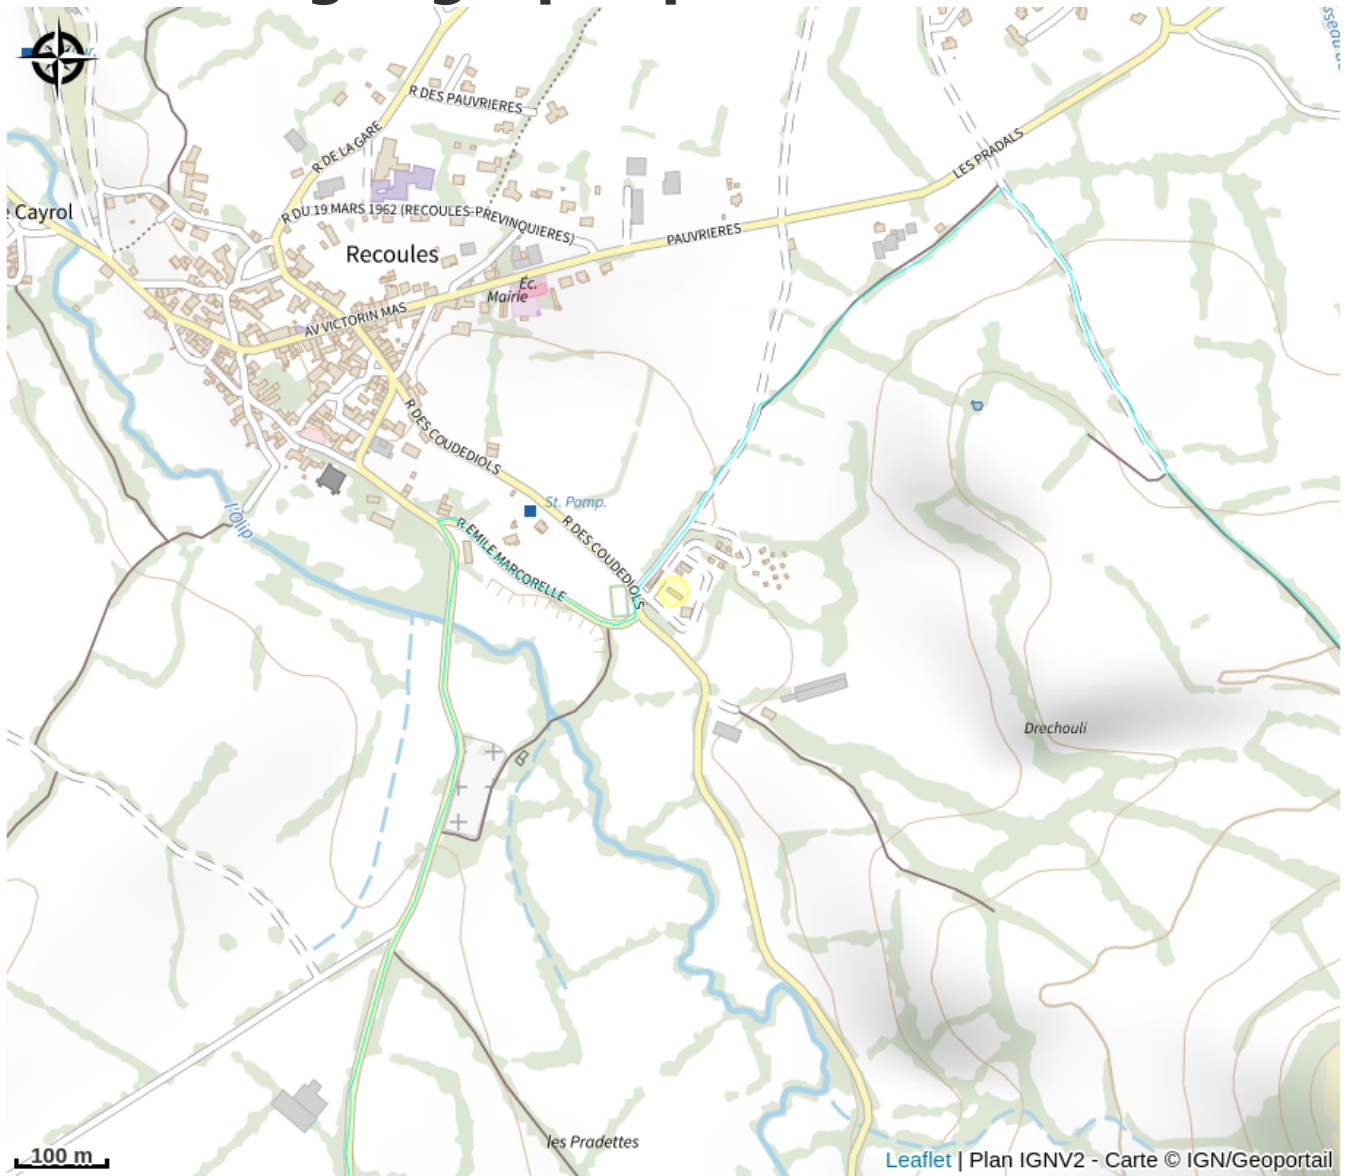 R DES PAUVRIERES
R DE LA GARE
LES PRADALS
Cayrol
R DU 19 MARS 1962 (RECOULES-PREVINQUIERES)
PAUVRIERES
Recoules
Éc.
Mairie
AV VICTORIN MAS
R DES COUDEDIOLS
St. Pomp.
l'Olip
R EMILE MARCORELLE
R DES COUDEDIOLS
Drechouli
les Pradettes
100 m
Leaflet | Plan IGNV2 - Carte © IGN/Geoportail